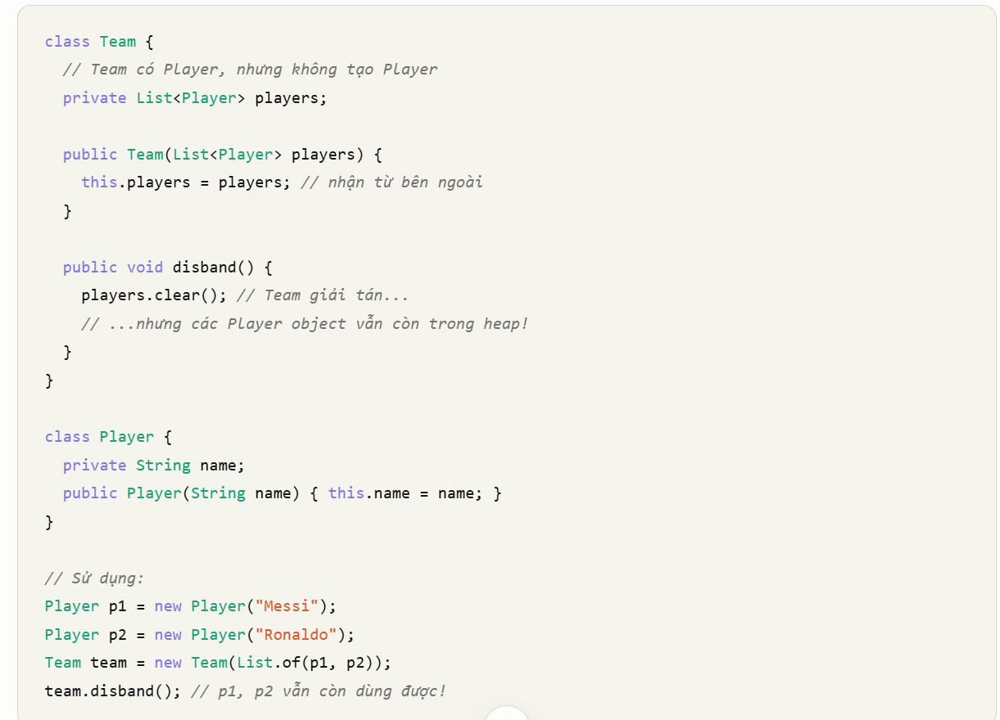 class Team {
// Team có Player, nhưng không tạo Player
private List<Player> players;
public Team(List<Player> players) {
this.players = players; // nhận từ bên ngoài
}
public void disband() {
players.clear(); // Team giải tán...
// ...nhưng các Player object vẫn còn trong heap!
}
}
class Player {
private String name;
public Player(String name) { this.name = name; }
}
// Sử dụng:
Player p1 = new Player("Messi");
Player p2 = new Player("Ronaldo");
Team team = new Team(List.of(p1, p2));
team.disband(); // p1, p2 vẫn còn dùng được!